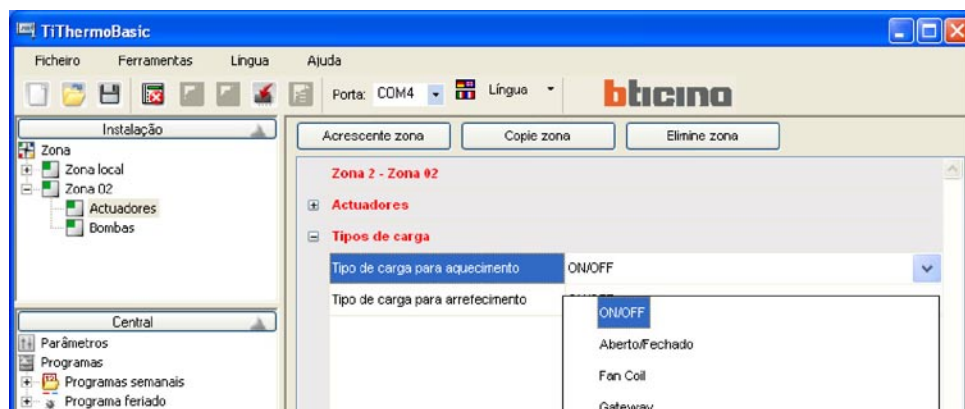 TiThermoBasic
Ficheiro Ferramentas Língua Ajuda
Porta: COM4 Língua bticino
Instalação
Zona
Zona local
Zona 02
Actuadores
Bombas
Central
Parâmetros
Programas
Programas semanais
Programa feriado
Acrescente zona Copie zona Elimine zona
Zona 2 - Zona 02
Actuadores
Tipos de carga
Tipo de carga para aquecimento ON/OFF
Tipo de carga para arrefecimento
ON/OFF
Aberto/Fechado
Fan Coil
Gateway